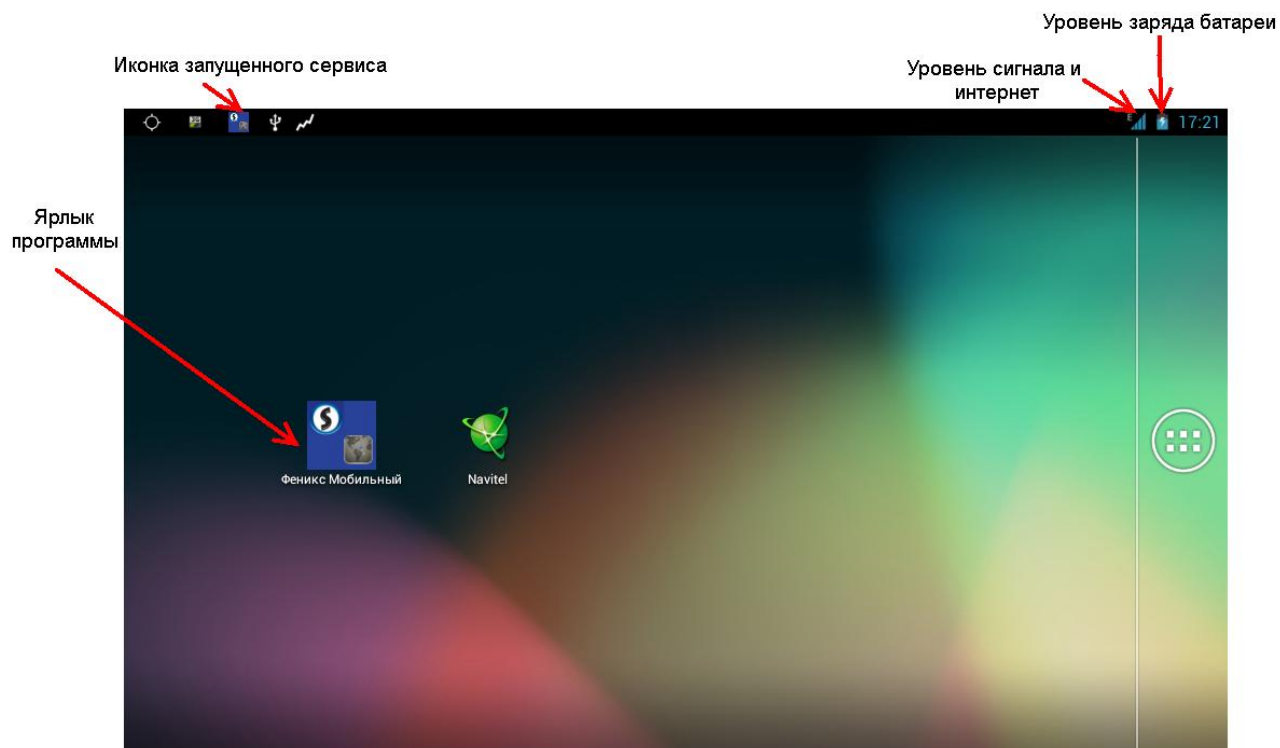 Уровень заряда батареи
Иконка запущенного сервиса
Уровень сигнала и
интернет
E
17:21
Ярлык
программы
S
Феникс Мобильный
Navitel